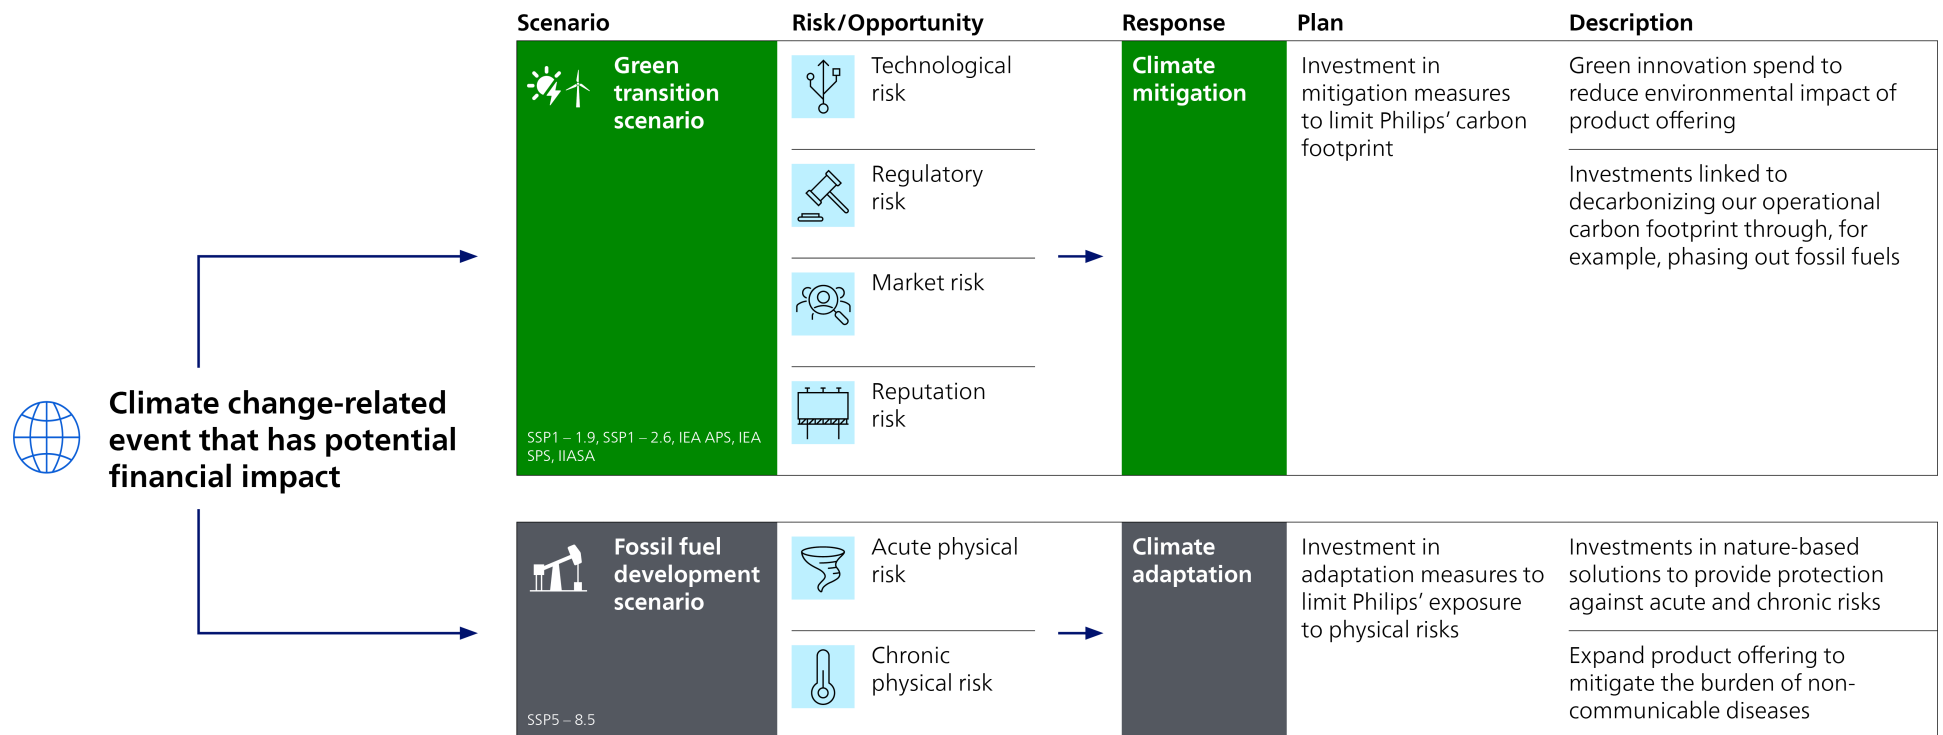 Scenario
Risk/Opportunity
Response
Plan
Description
Climate change-related
event that has potential
financial impact
Green
transition
scenario
SSP1 – 1.9, SSP1 – 2.6, IEA APS, IEA
SPS, IIASA
Technological
risk
Regulatory
risk
Market risk
Reputation
risk
Climate
mitigation
Investment in
mitigation measures
to limit Philips’ carbon
footprint
Green innovation spend to
reduce environmental impact of
product offering
Investments linked to
decarbonizing our operational
carbon footprint through, for
example, phasing out fossil fuels
Fossil fuel
development
scenario
SSP5 – 8.5
Acute physical
risk
Chronic
physical risk
Climate
adaptation
Investment in
adaptation measures to
limit Philips’ exposure
to physical risks
Investments in nature-based
solutions to provide protection
against acute and chronic risks
Expand product offering to
mitigate the burden of non-
communicable diseases